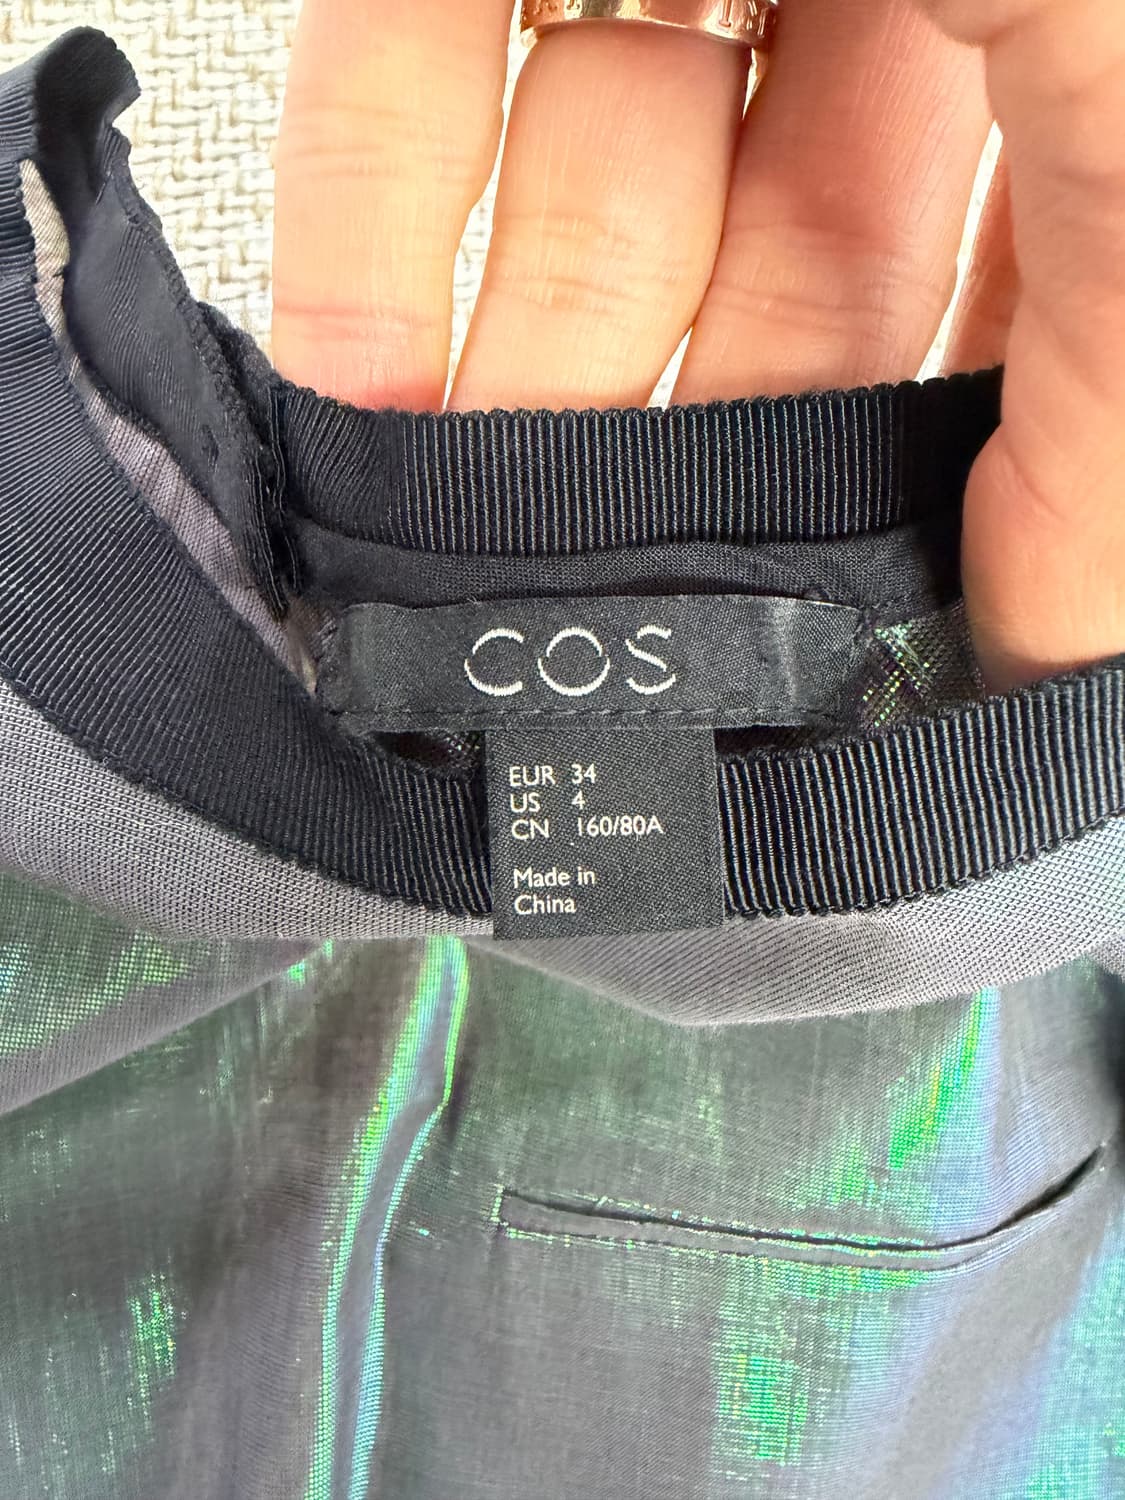 COS
EUR 34
US 4
CN 160/80A
Made in
China